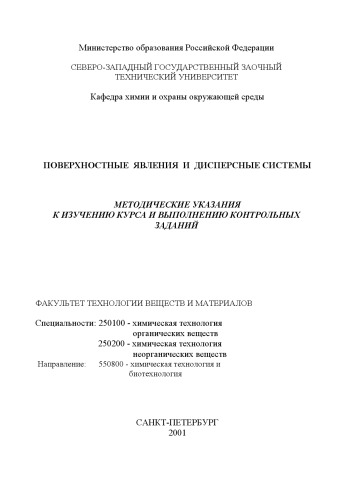 Министерство образования Российской Федерации
СЕВЕРО-ЗАПАДНЫЙ ГОСУДАРСТВЕННЫЙ ЗАОЧНЫЙ
ТЕХНИЧЕСКИЙ УНИВЕРСИТЕТ
Кафедра химии и охраны окружающей среды
ПОВЕРХНОСТНЫЕ ЯВЛЕНИЯ И ДИСПЕРСНЫЕ СИСТЕМЫ
МЕТОДИЧЕСКИЕ УКАЗАНИЯ
К ИЗУЧЕНИЮ КУРСА И ВЫПОЛНЕНИЮ КОНТРОЛЬНЫХ
ЗАДАНИЙ
ФАКУЛЬТЕТ ТЕХНОЛОГИИ ВЕЩЕСТВ И МАТЕРИАЛОВ
Специальности: 250100 - химическая технология
органических веществ
250200 - химическая технология
неорганических веществ
Направление: 550800 - химическая технология и
биотехнология
САНКТ-ПЕТЕРБУРГ
2001